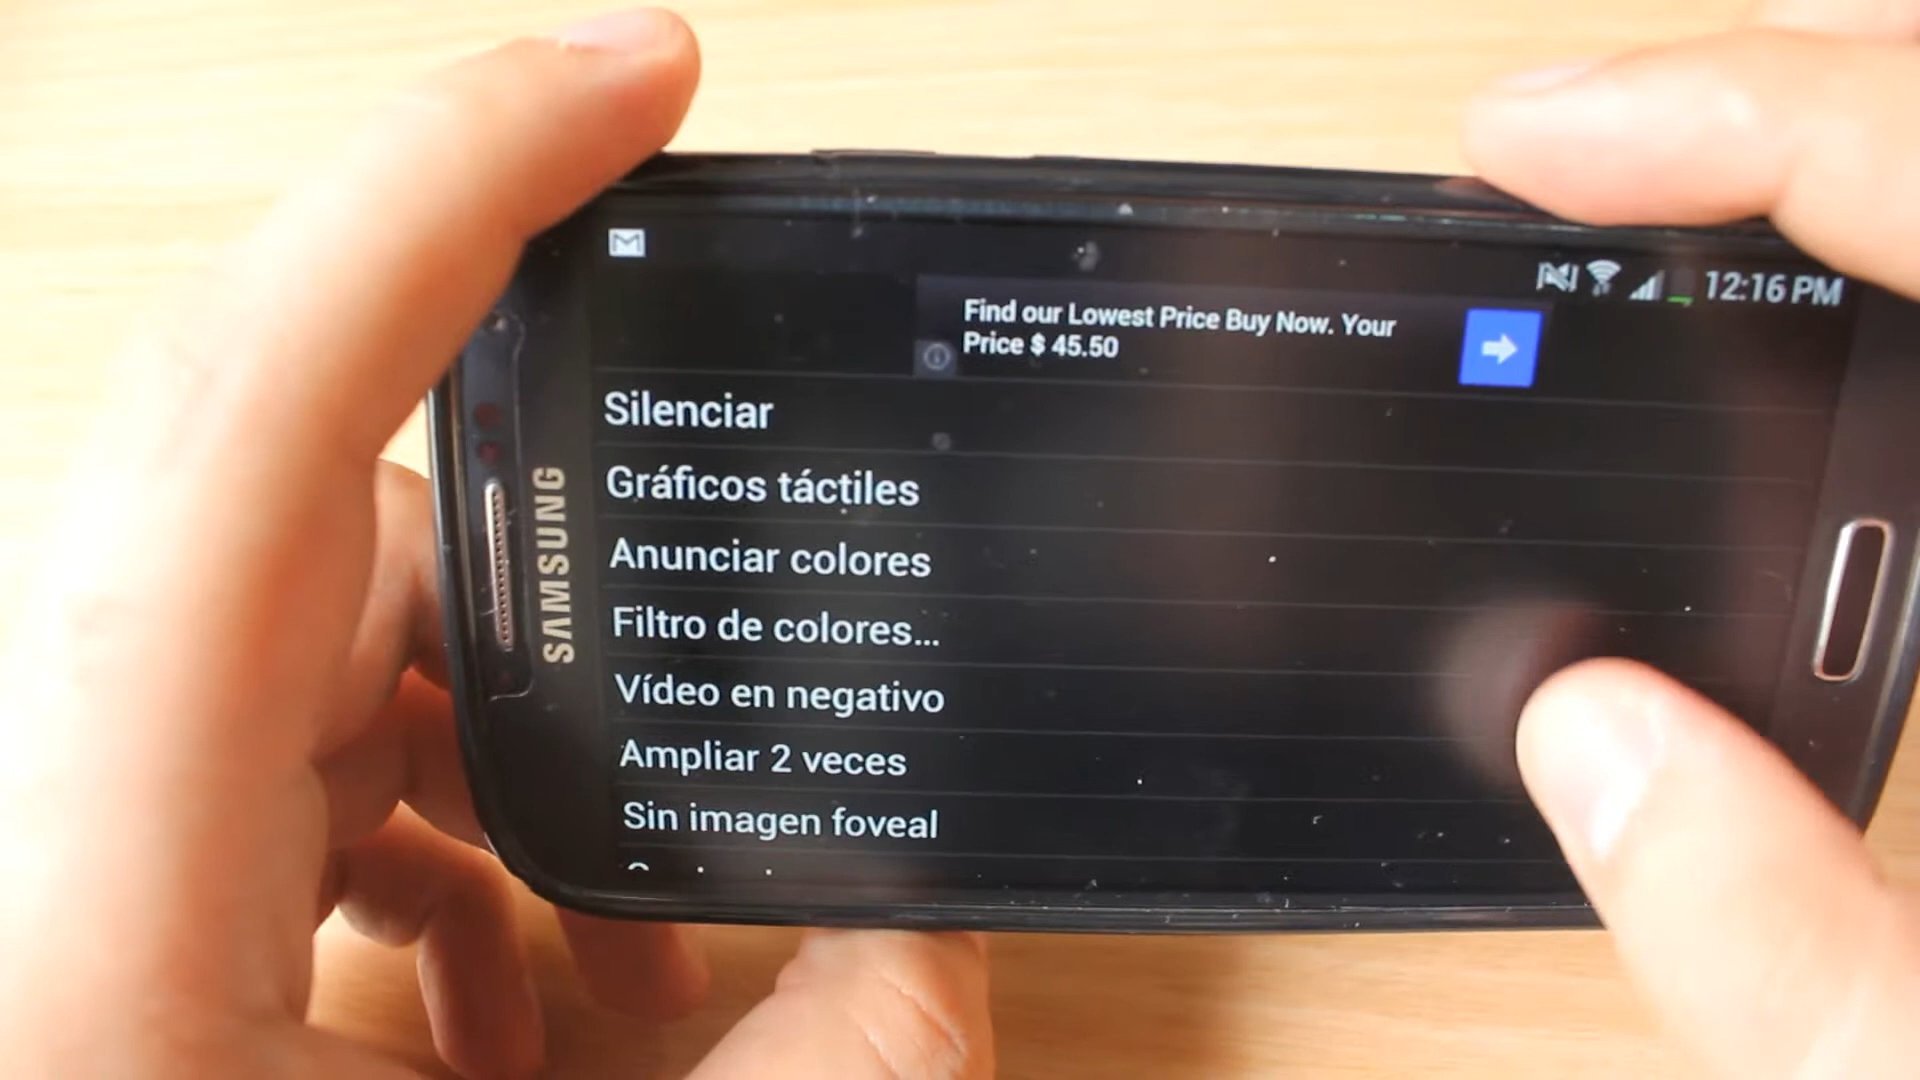 12:16 PM
Find our Lowest Price Buy Now. Your
Price $ 45.50
Silenciar
Gráficos táctiles
Anunciar colores
Filtro de colores...
Vídeo en negativo
Ampliar 2 veces
Sin imagen foveal
SAMSUNG